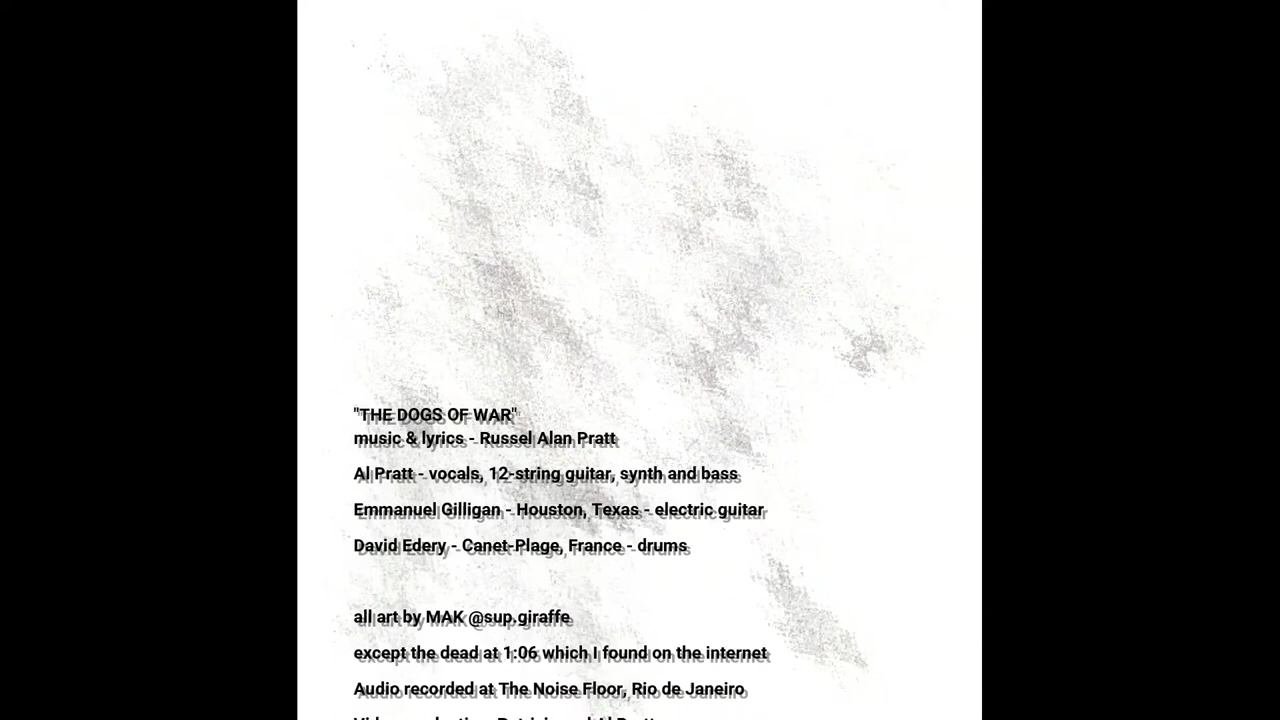 "THE DOGS OF WAR"
music & lyrics - Russel Alan Pratt
Al Pratt - vocals, 12-string guitar, synth and bass
Emmanuel Gilligan - Houston, Texas - electric guitar
David Edery - Canet-Plage, France - drums
all art by MAK @sup.giraffe
except the dead at 1:06 which I found on the internet
Audio recorded at The Noise Floor, Rio de Janeiro